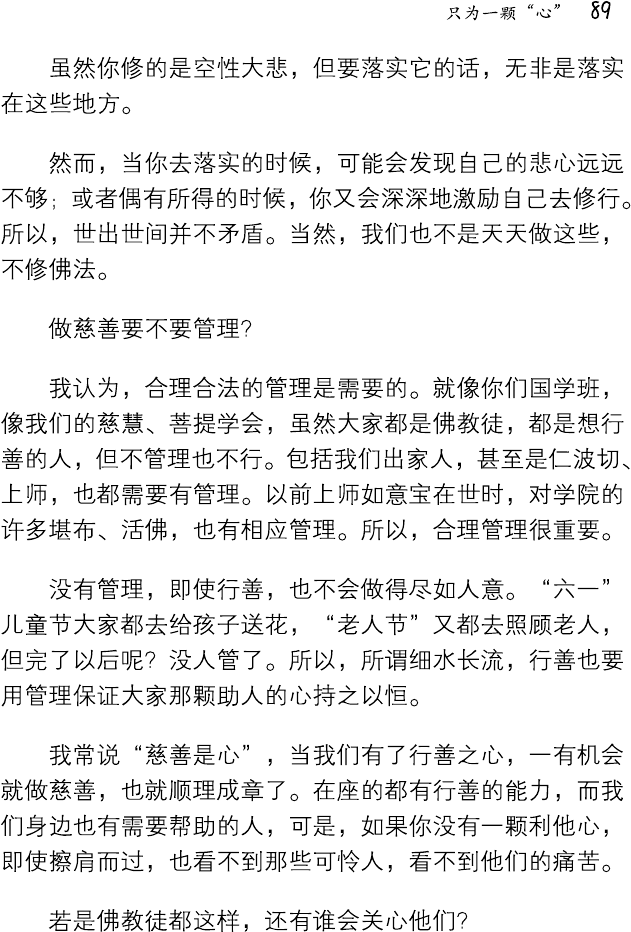 只为一颗“心” 89
虽然你修的是空性大悲，但要落实它的话，无非是落实
在这些地方。
然而，当你去落实的时候，可能会发现自己的悲心远远
不够；或者偶有所得的时候，你又会深深地激励自己去修行。
所以，世出世间并不矛盾。当然，我们也不是天天做这些，
不修佛法。
做慈善要不要管理？
我认为，合理合法的管理是需要的。就像你们国学班，
像我们的慈慧、菩提学会，虽然大家都是佛教徒，都是想行
善的人，但不管理也不行。包括我们出家人，甚至是仁波切、
上师，也都需要有管理。以前上师如意宝在世时，对学院的
许多堪布、活佛，也有相应管理。所以，合理管理很重要。
没有管理，即使行善，也不会做得尽如人意。“六一”
儿童节大家都去给孩子送花，“老人节”又都去照顾老人，
但完了以后呢？没人管了。所以，所谓细水长流，行善也要
用管理保证大家那颗助人的心持之以恒。
我常说“慈善是心”，当我们有了行善之心，一有机会
就做慈善，也就顺理成章了。在座的都有行善的能力，而我
们身边也有需要帮助的人，可是，如果你没有一颗利他心，
即使擦肩而过，也看不到那些可怜人，看不到他们的痛苦。
若是佛教徒都这样，还有谁会关心他们？